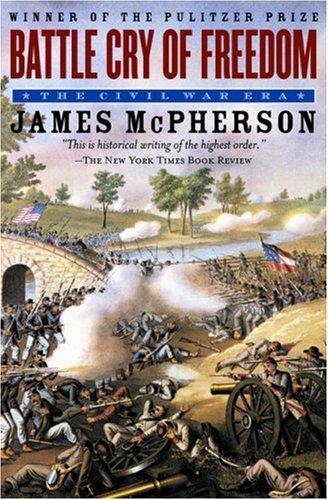 WINNER OF THE PULITZER PRIZE
BATTLE CRY OF FREEDOM
THE CIVIL WAR ERA
JAMES McPHERSON
"This is historical writing of the highest order."
—THE NEW YORK TIMES BOOK REVIEW